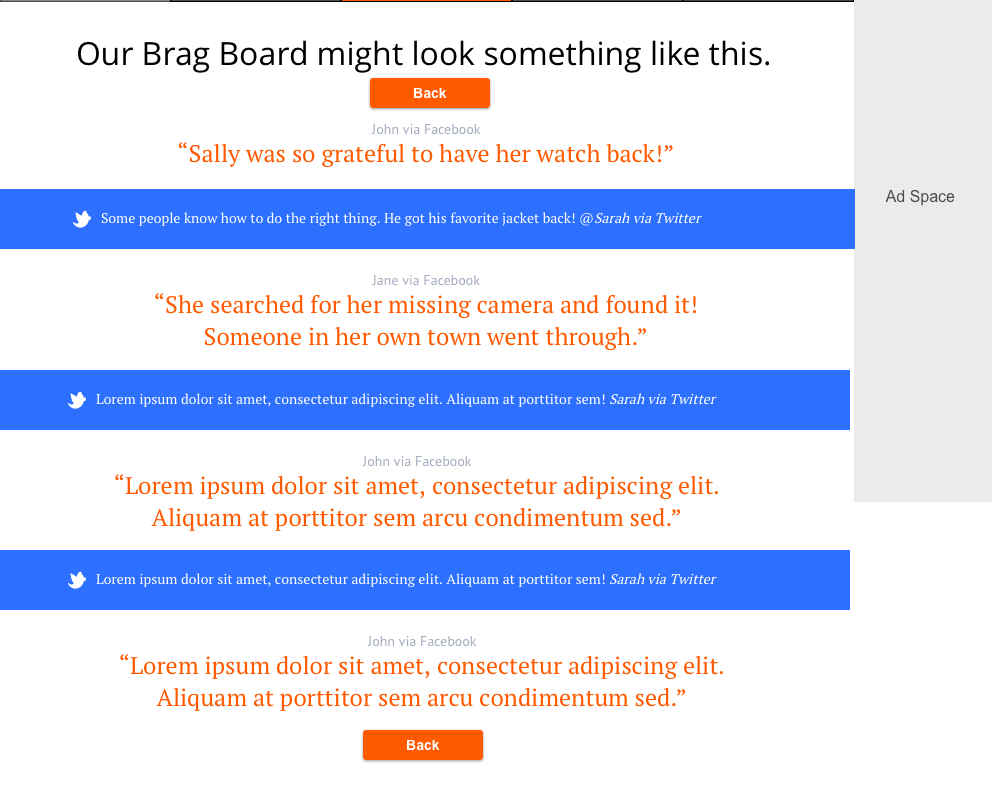 Our Brag Board might look something like this.
Back
John via Facebook
“Sally was so grateful to have her watch back!”
Some people know how to do the right thing. He got his favorite jacket back! @Sarah via Twitter
Ad Space
Jane via Facebook
“She searched for her missing camera and found it!
Someone in her own town went through.”
Lorem ipsum dolor sit amet, consectetur adipiscing elit. Aliquam at porttitor sem! Sarah via Twitter
John via Facebook
“Lorem ipsum dolor sit amet, consectetur adipiscing elit.
Aliquam at porttitor sem arcu condimentum sed.”
Lorem ipsum dolor sit amet, consectetur adipiscing elit. Aliquam at porttitor sem! Sarah via Twitter
John via Facebook
“Lorem ipsum dolor sit amet, consectetur adipiscing elit.
Aliquam at porttitor sem arcu condimentum sed.”
Back